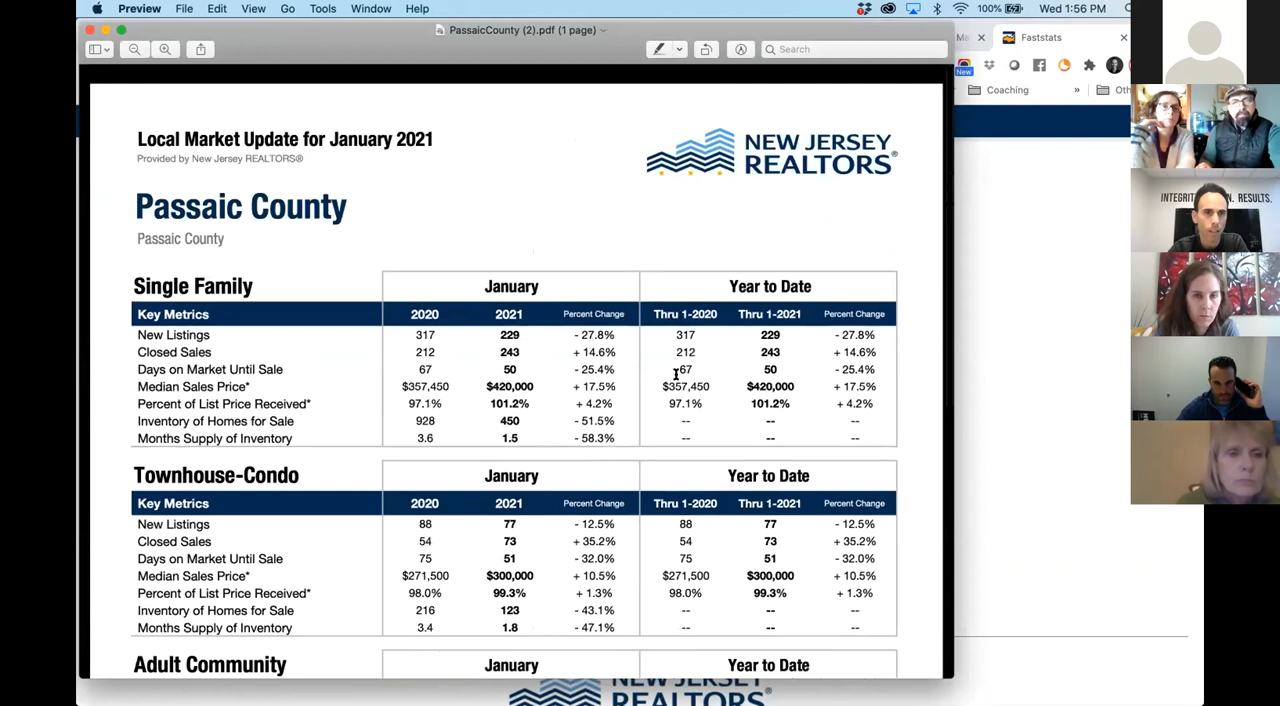 Preview File Edit View Go Tools Window Help 100% Wed 1:56 PM
PassaicCounty (2).pdf (1 page)
Search
Faststats
New
Coaching
Local Market Update for January 2021
Provided by New Jersey REALTORS®
NEW JERSEY
REALTORS®
Passaic County
Passaic County
Single Family January Year to Date
Key Metrics 2020 2021 Percent Change Thru 1-2020 Thru 1-2021 Percent Change
New Listings 317 229 - 27.8% 317 229 - 27.8%
Closed Sales 212 243 + 14.6% 212 243 + 14.6%
Days on Market Until Sale 67 50 - 25.4% 67 50 - 25.4%
Median Sales Price* $357,450 $420,000 + 17.5% $357,450 $420,000 + 17.5%
Percent of List Price Received* 97.1% 101.2% + 4.2% 97.1% 101.2% + 4.2%
Inventory of Homes for Sale 928 450 - 51.5% -- -- --
Months Supply of Inventory 3.6 1.5 - 58.3% -- -- --
Townhouse-Condo January Year to Date
Key Metrics 2020 2021 Percent Change Thru 1-2020 Thru 1-2021 Percent Change
New Listings 88 77 - 12.5% 88 77 - 12.5%
Closed Sales 54 73 + 35.2% 54 73 + 35.2%
Days on Market Until Sale 75 51 - 32.0% 75 51 - 32.0%
Median Sales Price* $271,500 $300,000 + 10.5% $271,500 $300,000 + 10.5%
Percent of List Price Received* 98.0% 99.3% + 1.3% 98.0% 99.3% + 1.3%
Inventory of Homes for Sale 216 123 - 43.1% -- -- --
Months Supply of Inventory 3.4 1.8 - 47.1% -- -- --
Adult Community January Year to Date
NEW JERSEY
REALTORS®
RESULTS.